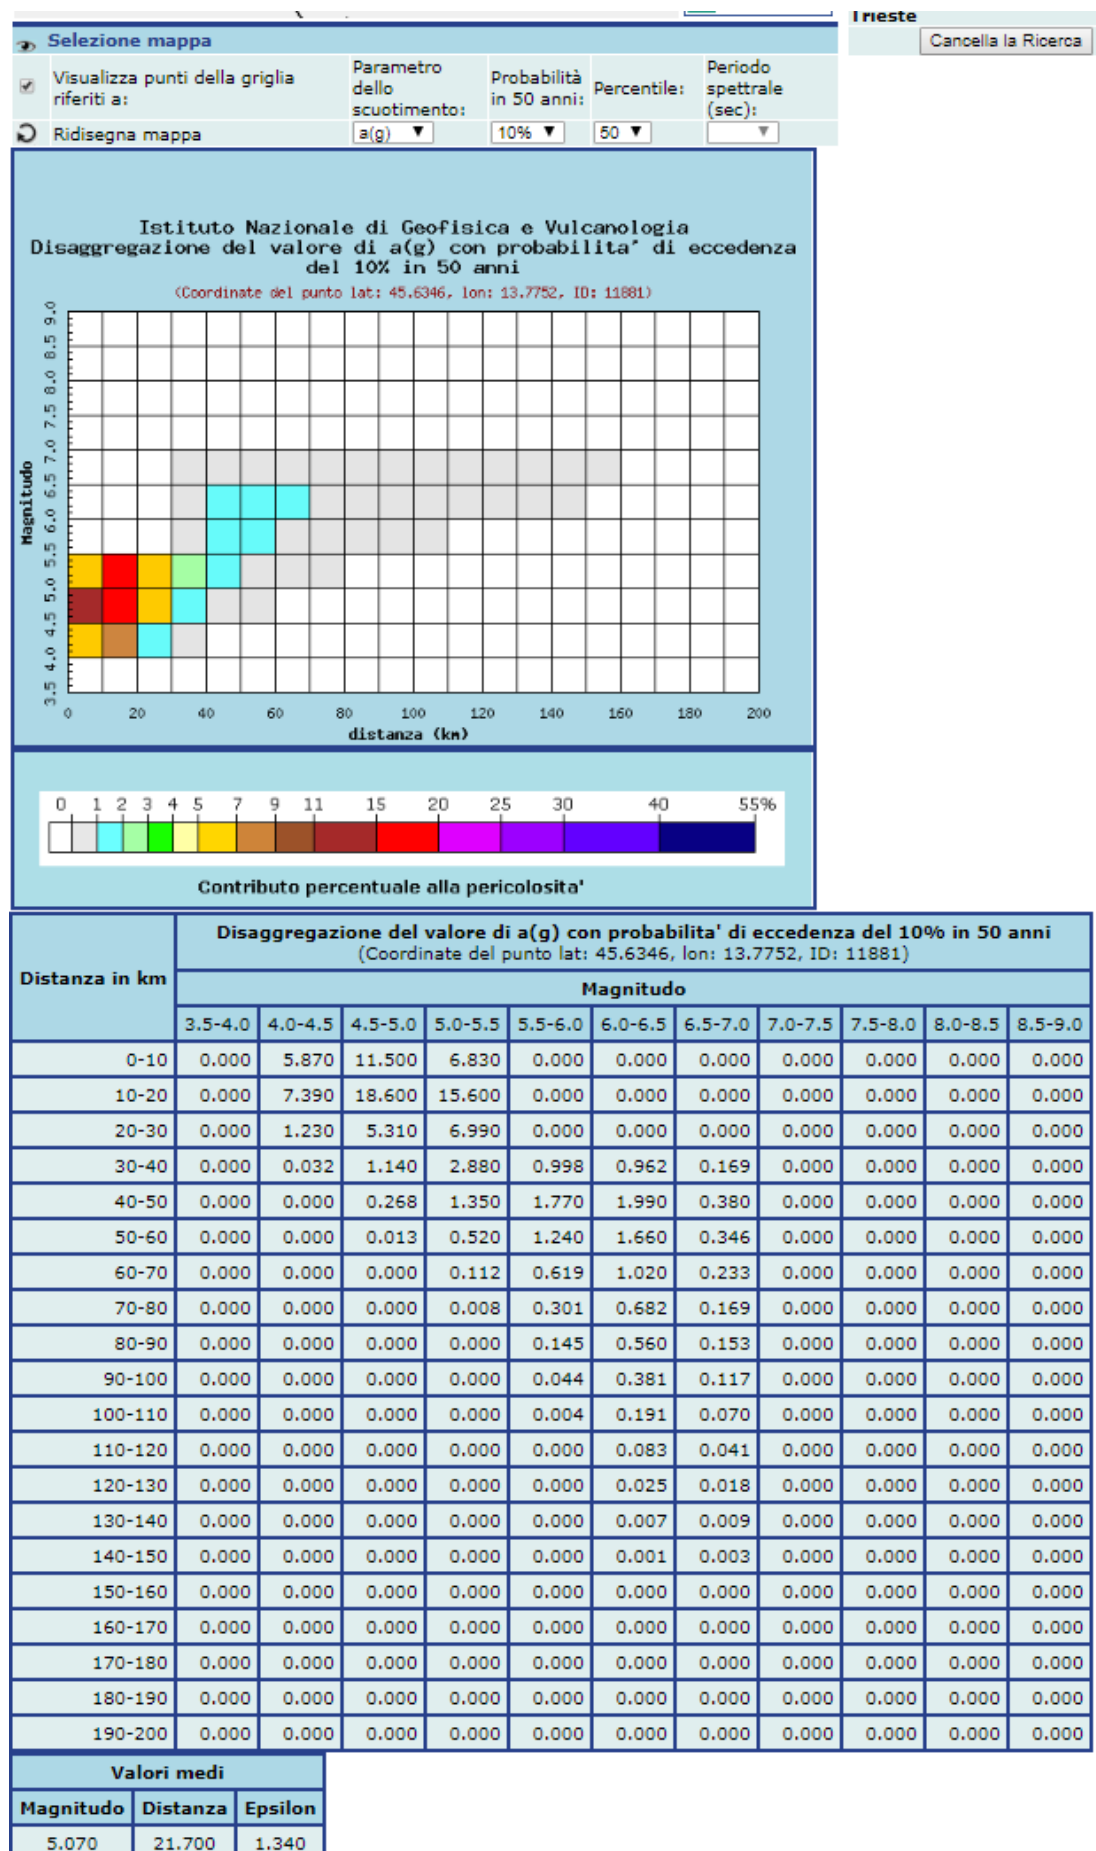 Trieste
Selezione mappa
Cancella la Ricerca
Visualizza punti della griglia riferiti a:
Parametro dello scuotimento:
Probabilità in 50 anni:
Percentile:
Periodo spettrale (sec):
Ridisegna mappa
a(g) 10% 50
Istituto Nazionale di Geofisica e Vulcanologia
Disaggregazione del valore di a(g) con probabilita' di eccedenza
del 10% in 50 anni
(Coordinate del punto lat: 45.6346, lon: 13.7752, ID: 11881)
Magnitudo
9.0
8.5
8.0
7.5
7.0
6.5
6.0
5.5
5.0
4.5
4.0
3.5
0 20 40 60 80 100 120 140 160 180 200
distanza (km)
0 1 2 3 4 5 7 9 11 15 20 25 30 40 55%
Contributo percentuale alla pericolosita'
Distanza in km
Disaggregazione del valore di a(g) con probabilita' di eccedenza del 10% in 50 anni
(Coordinate del punto lat: 45.6346, lon: 13.7752, ID: 11881)
Magnitudo
3.5-4.0 4.0-4.5 4.5-5.0 5.0-5.5 5.5-6.0 6.0-6.5 6.5-7.0 7.0-7.5 7.5-8.0 8.0-8.5 8.5-9.0
0-10 0.000 5.870 11.500 6.830 0.000 0.000 0.000 0.000 0.000 0.000 0.000
10-20 0.000 7.390 18.600 15.600 0.000 0.000 0.000 0.000 0.000 0.000 0.000
20-30 0.000 1.230 5.310 6.990 0.000 0.000 0.000 0.000 0.000 0.000 0.000
30-40 0.000 0.032 1.140 2.880 0.998 0.962 0.169 0.000 0.000 0.000 0.000
40-50 0.000 0.000 0.268 1.350 1.770 1.990 0.380 0.000 0.000 0.000 0.000
50-60 0.000 0.000 0.013 0.520 1.240 1.660 0.346 0.000 0.000 0.000 0.000
60-70 0.000 0.000 0.000 0.112 0.619 1.020 0.233 0.000 0.000 0.000 0.000
70-80 0.000 0.000 0.000 0.008 0.301 0.682 0.169 0.000 0.000 0.000 0.000
80-90 0.000 0.000 0.000 0.000 0.145 0.560 0.153 0.000 0.000 0.000 0.000
90-100 0.000 0.000 0.000 0.000 0.044 0.381 0.117 0.000 0.000 0.000 0.000
100-110 0.000 0.000 0.000 0.000 0.004 0.191 0.070 0.000 0.000 0.000 0.000
110-120 0.000 0.000 0.000 0.000 0.000 0.083 0.041 0.000 0.000 0.000 0.000
120-130 0.000 0.000 0.000 0.000 0.000 0.025 0.018 0.000 0.000 0.000 0.000
130-140 0.000 0.000 0.000 0.000 0.000 0.007 0.009 0.000 0.000 0.000 0.000
140-150 0.000 0.000 0.000 0.000 0.000 0.001 0.003 0.000 0.000 0.000 0.000
150-160 0.000 0.000 0.000 0.000 0.000 0.000 0.000 0.000 0.000 0.000 0.000
160-170 0.000 0.000 0.000 0.000 0.000 0.000 0.000 0.000 0.000 0.000 0.000
170-180 0.000 0.000 0.000 0.000 0.000 0.000 0.000 0.000 0.000 0.000 0.000
180-190 0.000 0.000 0.000 0.000 0.000 0.000 0.000 0.000 0.000 0.000 0.000
190-200 0.000 0.000 0.000 0.000 0.000 0.000 0.000 0.000 0.000 0.000 0.000
Valori medi
Magnitudo Distanza Epsilon
5.070 21.700 1.340